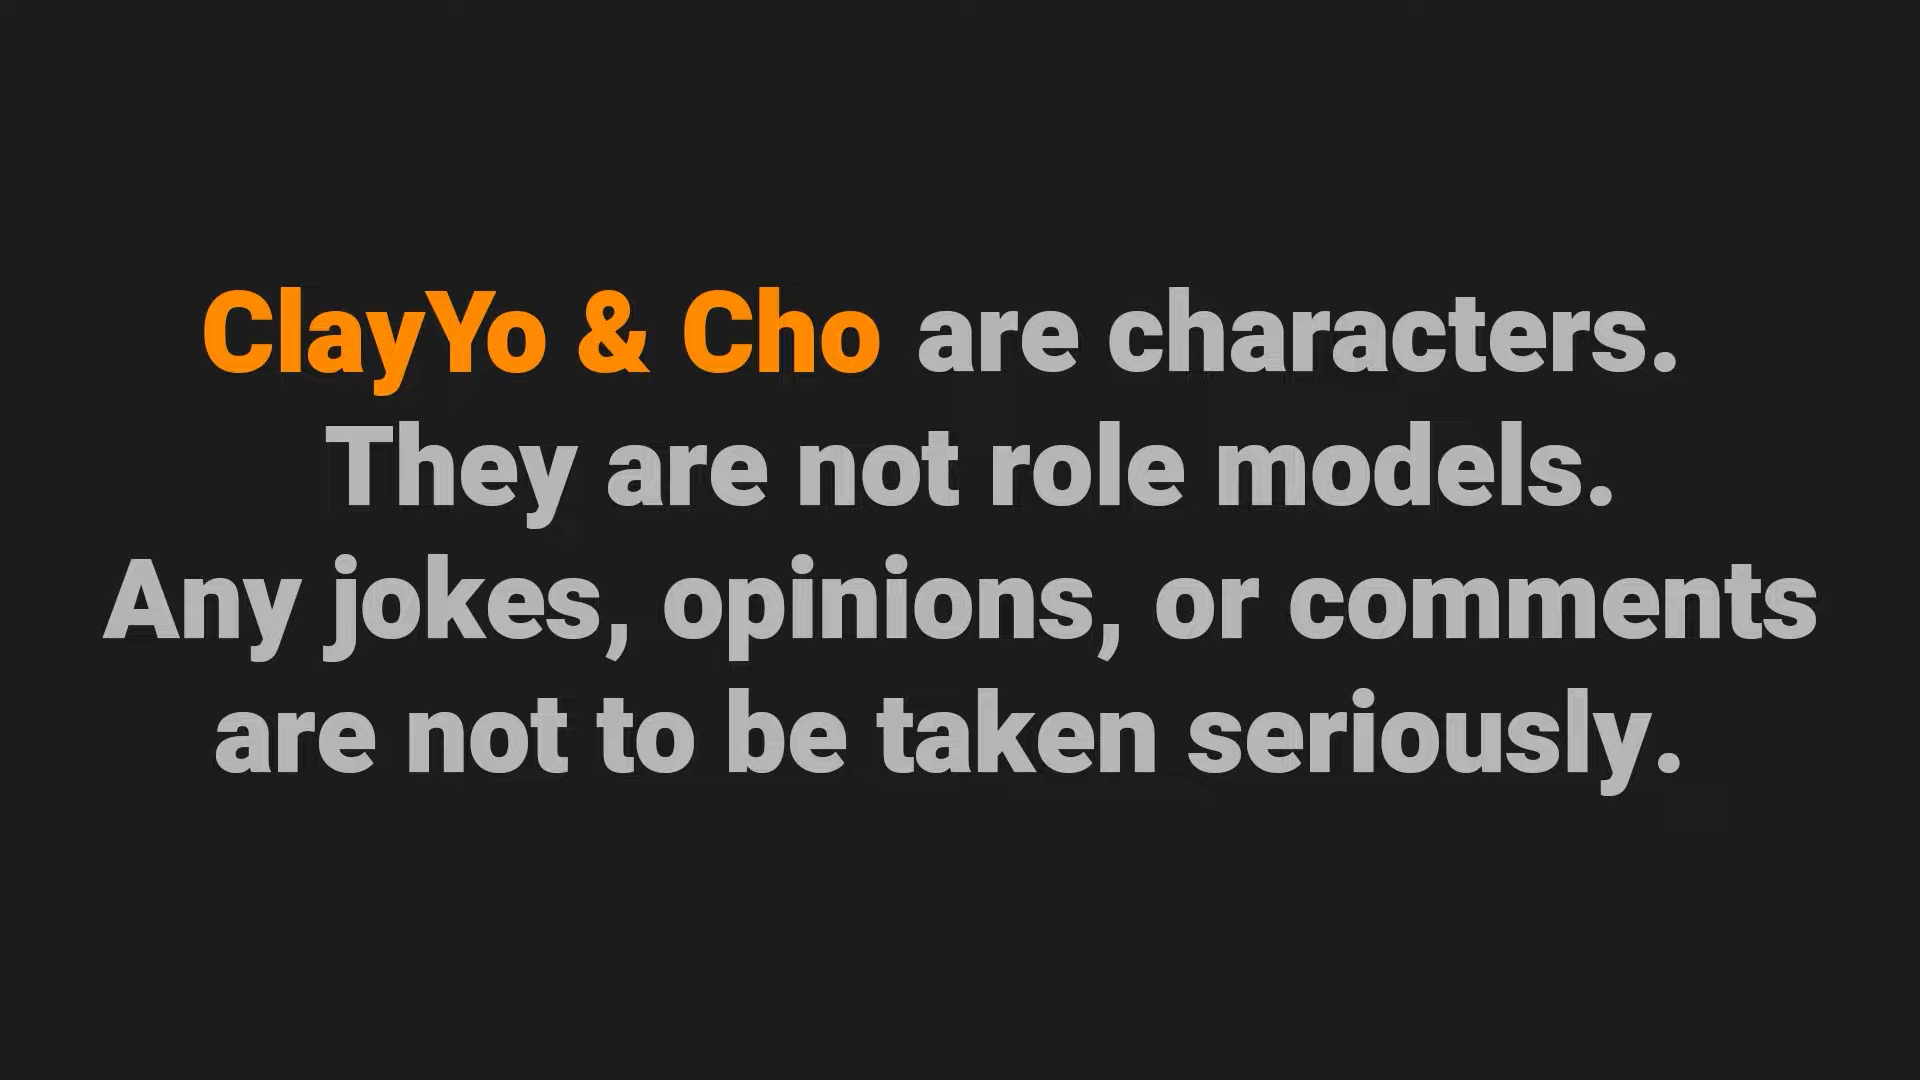 ClayYo & Cho are characters.
They are not role models.
Any jokes, opinions, or comments
are not to be taken seriously.